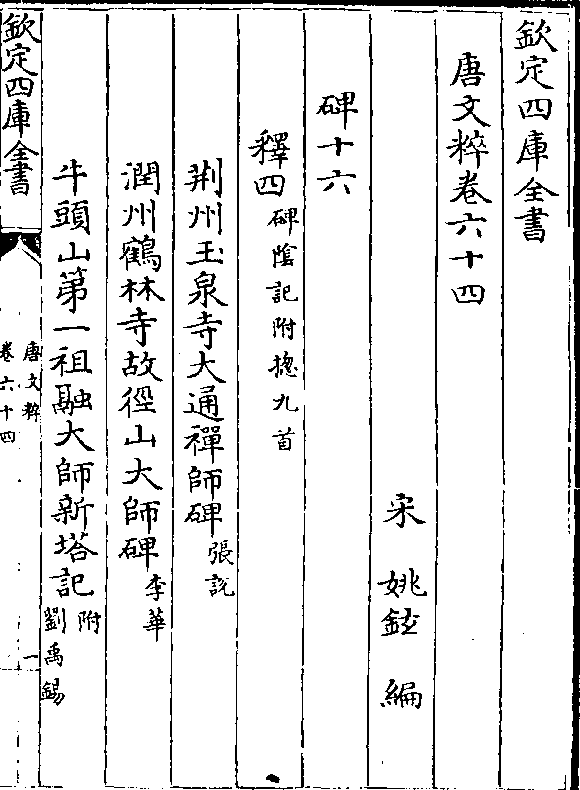 欽定四庫全書
唐文粹卷六十四
宋 姚鉉 編
碑十六
釋四碑陰記附摠九首
荆州玉泉寺大通禪師碑張説
潤州鶴林寺故徑山大師碑李華
牛頭山第一祖融大師新塔記附劉禹錫
欽定四庫全書
唐文粹
卷六十四
一